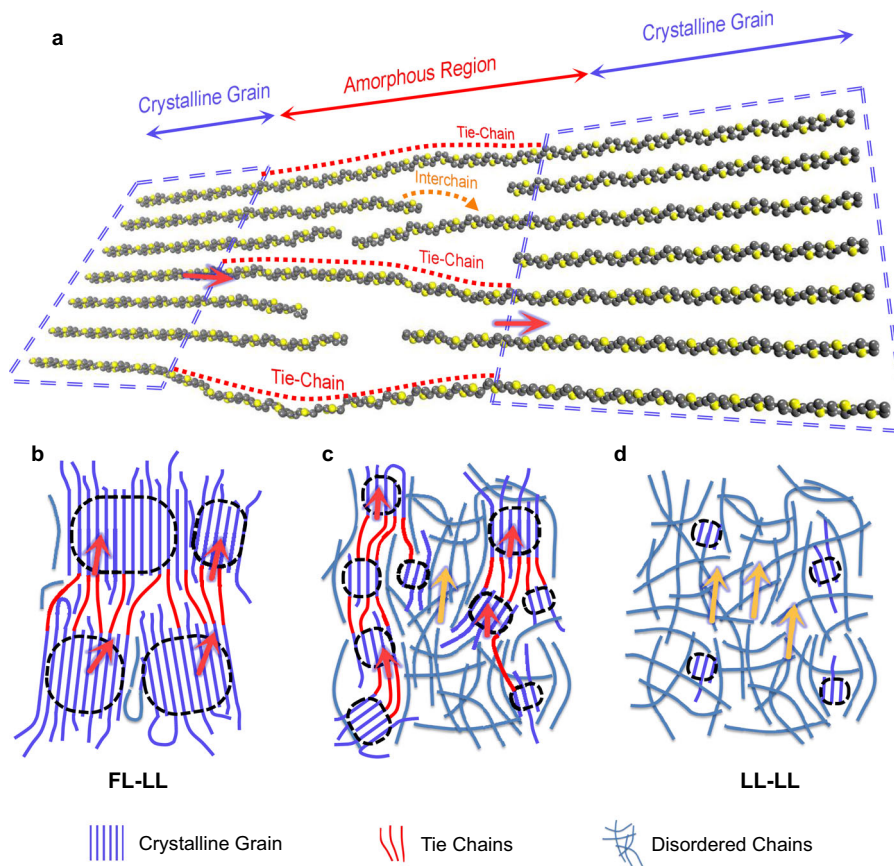 a
Crystalline Grain
Amorphous Region
Crystalline Grain
Tie-Chain
Interchain
Tie-Chain
Tie-Chain
b
c
d
FL-LL
LL-LL
Crystalline Grain
Tie Chains
Disordered Chains